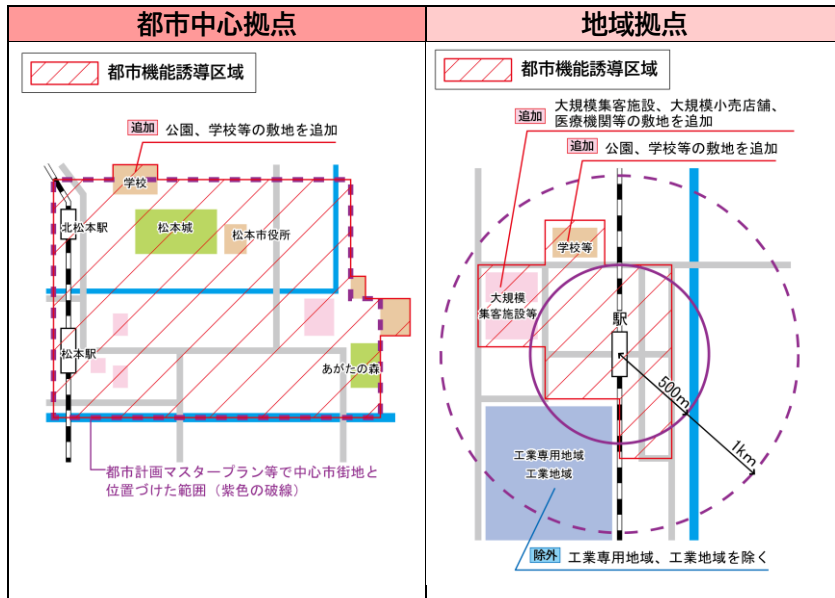 都市中心拠点
都市機能誘導区域
追加 公園、学校等の敷地を追加
学校
北松本駅
松本城
松本市役所
松本駅
あがたの森
都市計画マスタープラン等で中心市街地と
位置づけた範囲（紫色の破線）
地域拠点
都市機能誘導区域
追加 大規模集客施設、大規模小売店舗、
医療機関等の敷地を追加
追加 公園、学校等の敷地を追加
学校等
大規模
集客施設等
駅
500m
1km
工業専用地域
工業地域
除外 工業専用地域、工業地域を除く